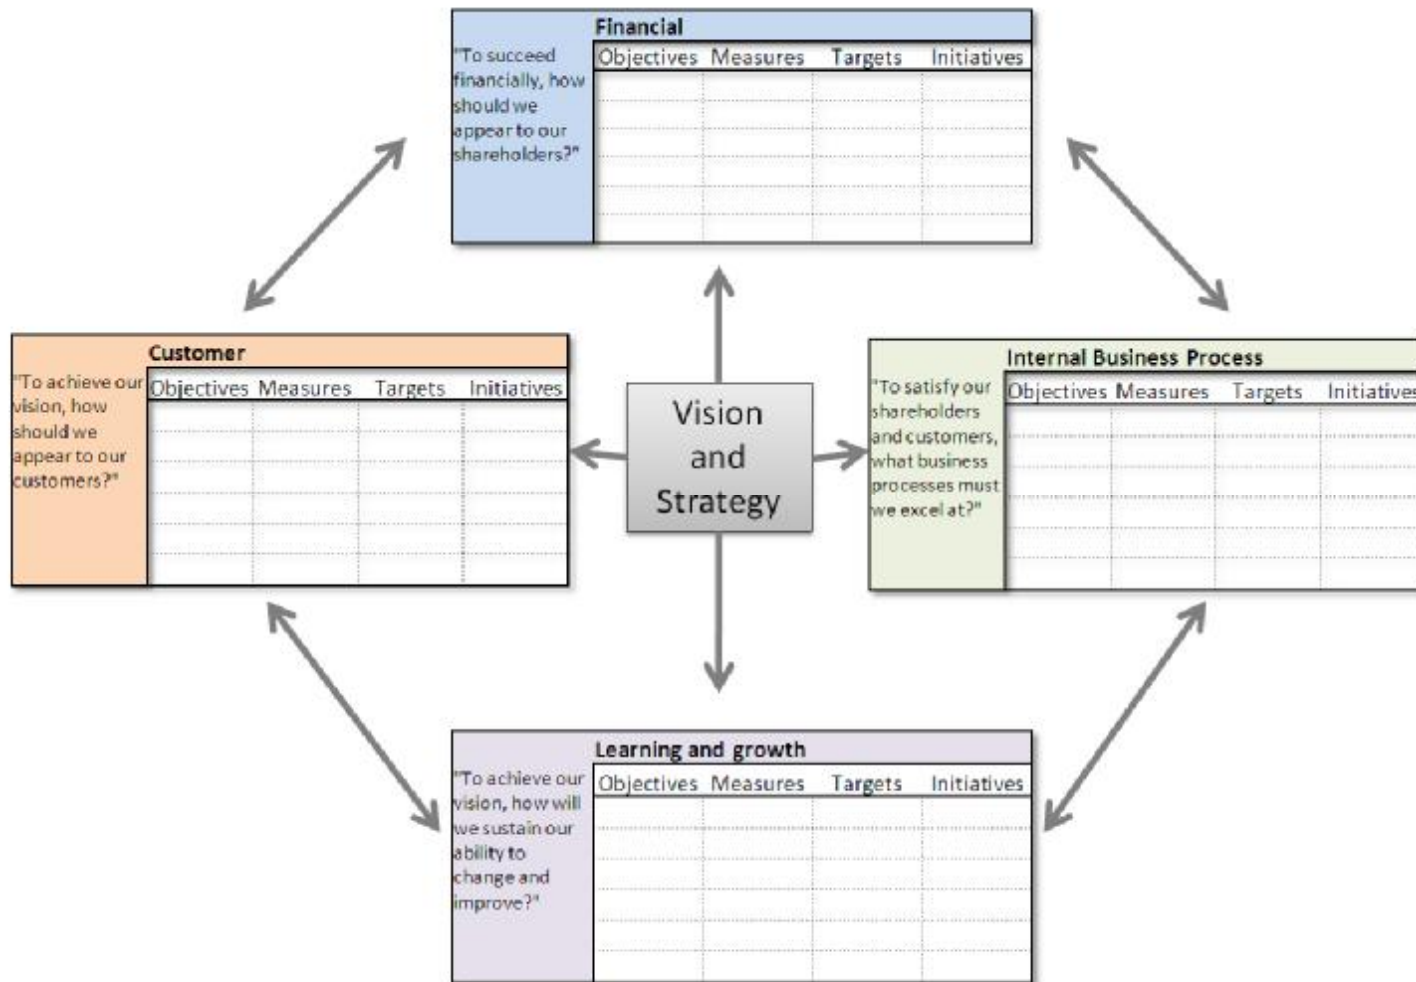 Financial
"To succeed
financially, how
should we
appear to our
shareholders?"
Objectives Measures Targets Initiatives
Customer
"To achieve our
vision, how
should we
appear to our
customers?"
Objectives Measures Targets Initiatives
Vision
and
Strategy
Internal Business Process
"To satisfy our
shareholders
and customers,
what business
processes must
we excel at?"
Objectives Measures Targets Initiatives
Learning and growth
"To achieve our
vision, how will
we sustain our
ability to
change and
improve?"
Objectives Measures Targets Initiatives